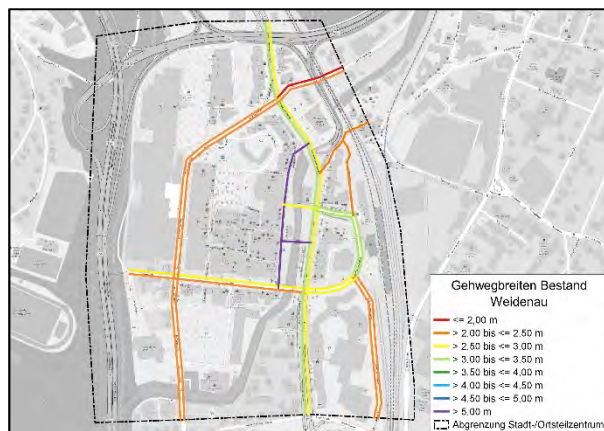 Gehwegbreiten Bestand
Weidenau
<= 2,00 m
> 2.00 bis <= 2,50 m
> 2.50 bis <= 3,00 m
> 3.00 bis <= 3,50 m
> 3.50 bis <= 4,00 m
> 4.00 bis <= 4,50 m
> 4.50 bis <= 5,00 m
> 5.00 m
Abgrenzung Stadt-/Ortsteilzentrum